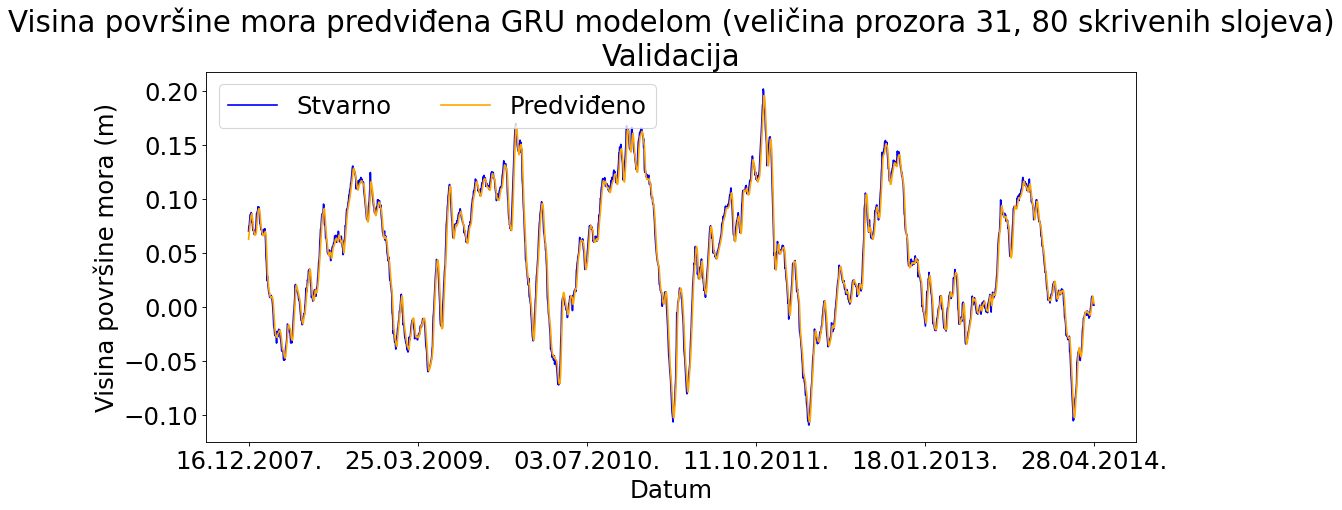 Visina površine mora predviđena GRU modelom (veličina prozora 31, 80 skrivenih slojeva)
Validacija
Stvarno
Predviđeno
Visina površine mora (m)
0.20
0.15
0.10
0.05
0.00
−0.05
−0.10
16.12.2007. 25.03.2009. 03.07.2010. 11.10.2011. 18.01.2013. 28.04.2014.
Datum